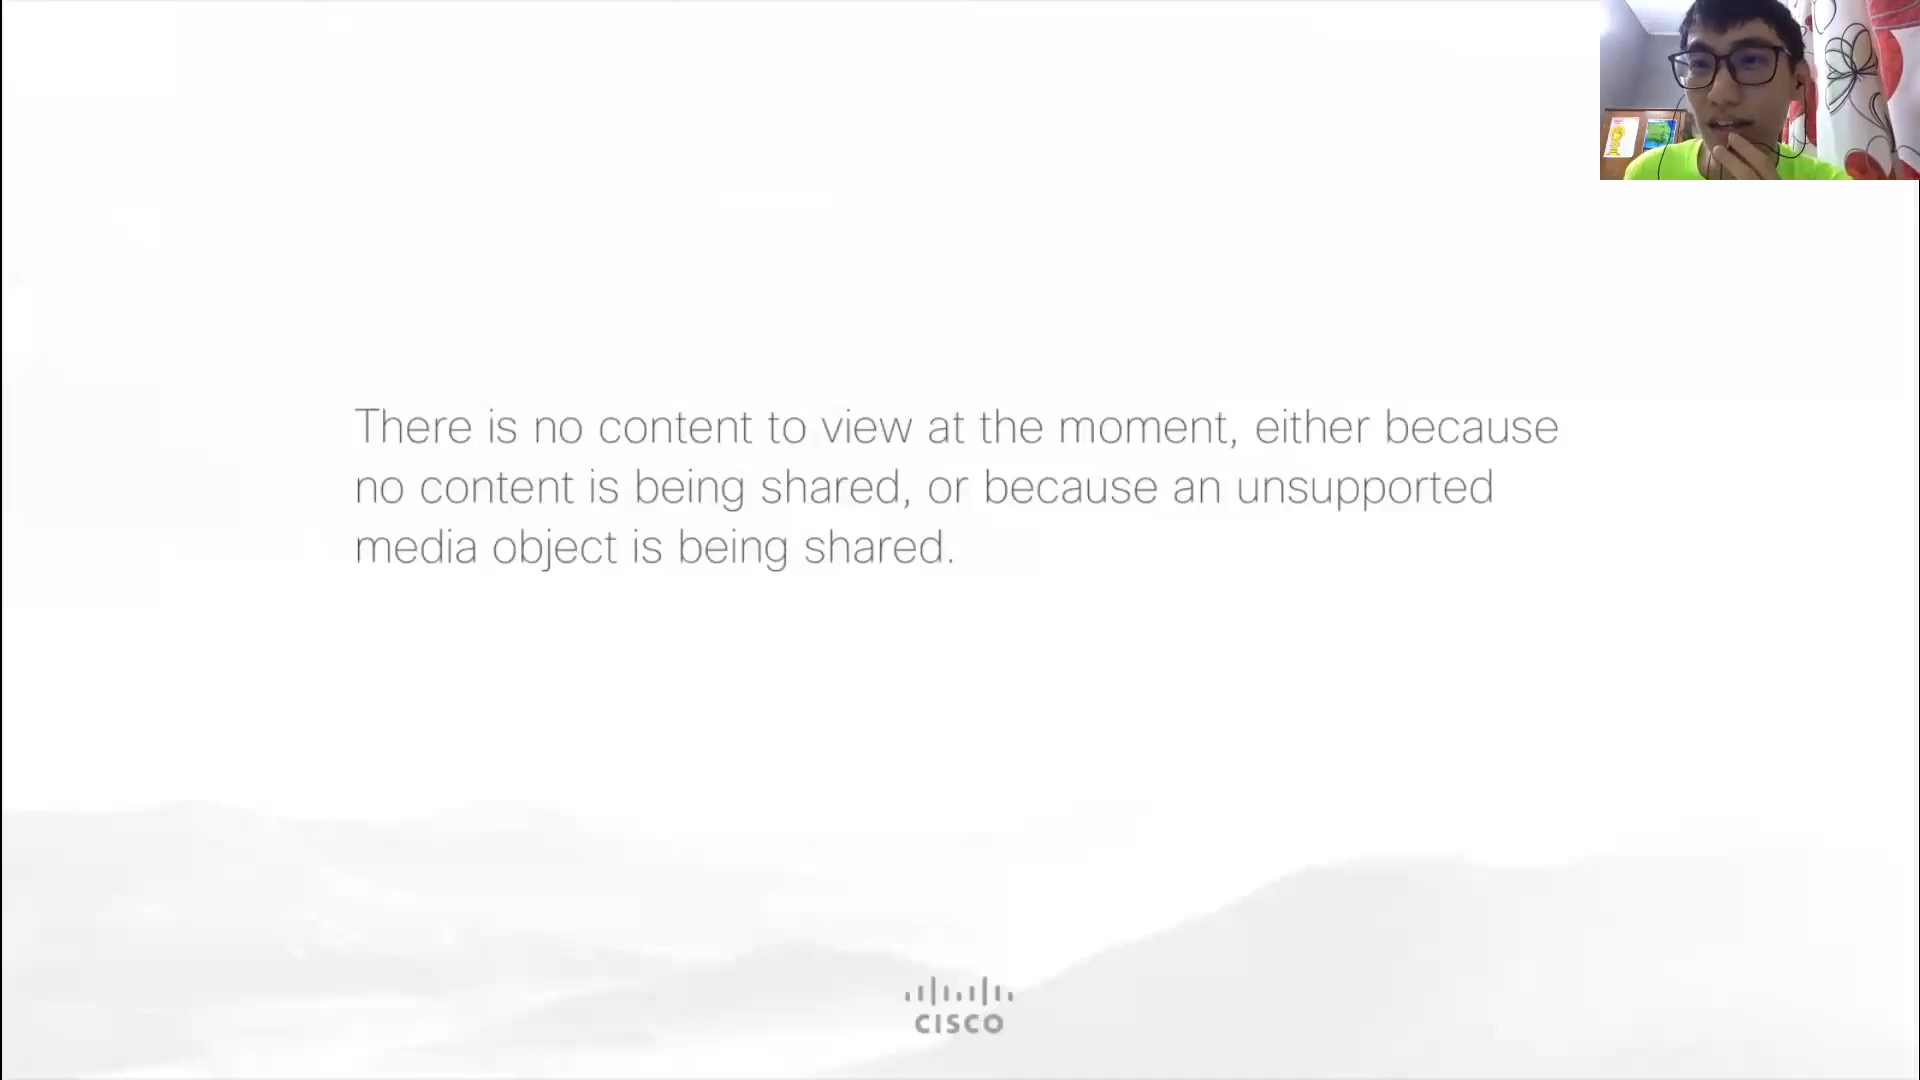 There is no content to view at the moment, either because
no content is being shared, or because an unsupported
media object is being shared.
CISCO